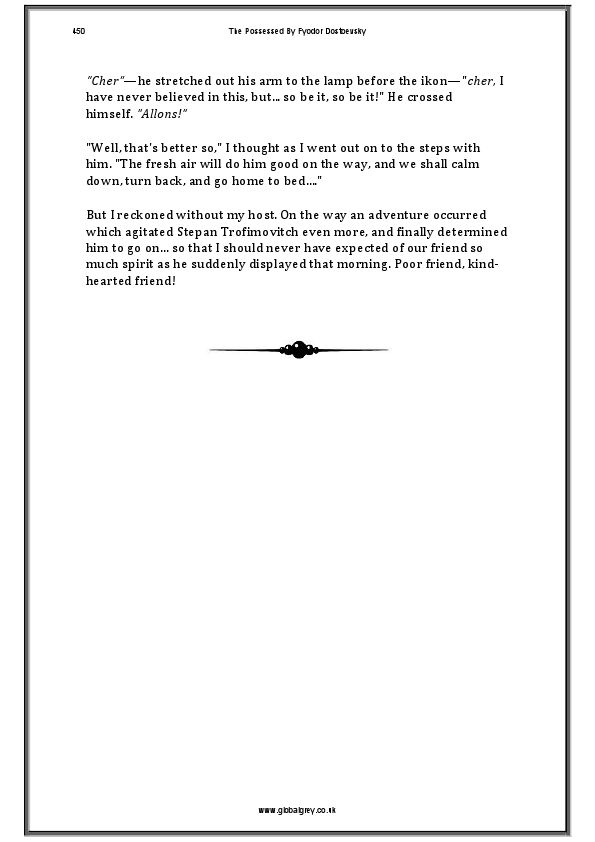 450
The Possessed By Fyodor Dostoevsky
"Cher"—he stretched out his arm to the lamp before the ikon—"cher, I
have never believed in this, but... so be it, so be it!" He crossed
himself. "Allons!"
"Well, that's better so," I thought as I went out on to the steps with
him. "The fresh air will do him good on the way, and we shall calm
down, turn back, and go home to bed...."
But I reckoned without my host. On the way an adventure occurred
which agitated Stepan Trofimovitch even more, and finally determined
him to go on... so that I should never have expected of our friend so
much spirit as he suddenly displayed that morning. Poor friend, kind-
hearted friend!
www.globalgrey.co.uk